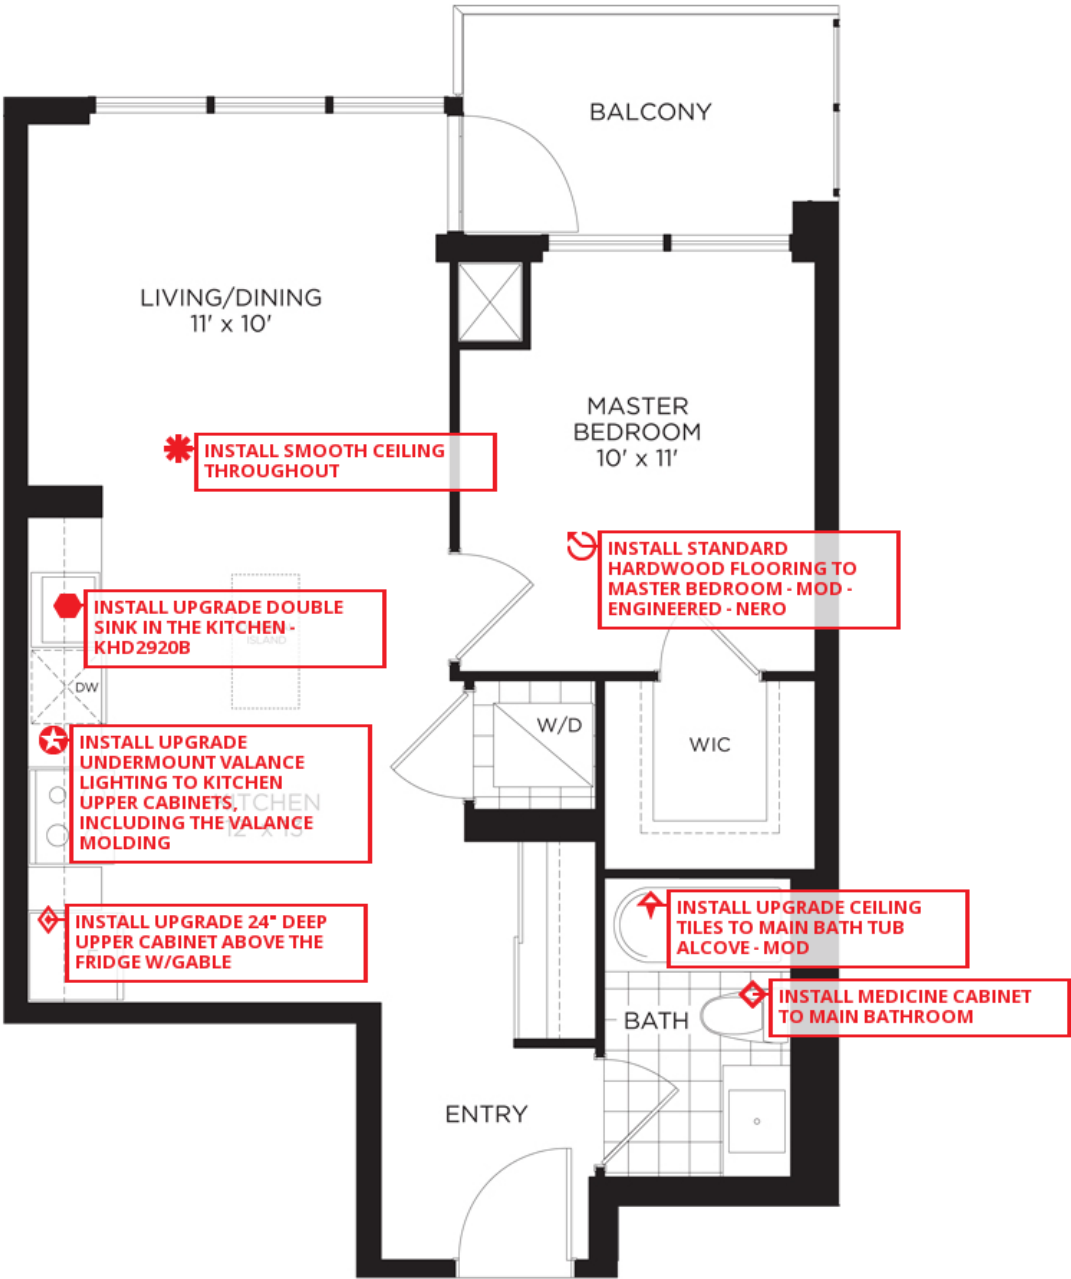 BALCONY
LIVING/DINING
11' x 10'
MASTER
BEDROOM
10' x 11'
INSTALL SMOOTH CEILING
THROUGHOUT
INSTALL STANDARD
HARDWOOD FLOORING TO
MASTER BEDROOM - MOD -
ENGINEERED - NERO
INSTALL UPGRADE DOUBLE
SINK IN THE KITCHEN -
KHD2920B
ISLAND
DW
W/D
WIC
INSTALL UPGRADE
UNDERMOUNT VALANCE
LIGHTING TO KITCHEN
UPPER CABINETS,
INCLUDING THE VALANCE
MOLDING
KITCHEN
INSTALL UPGRADE 24" DEEP
UPPER CABINET ABOVE THE
FRIDGE W/GABLE
INSTALL UPGRADE CEILING
TILES TO MAIN BATH TUB
ALCOVE - MOD
INSTALL MEDICINE CABINET
TO MAIN BATHROOM
BATH
ENTRY